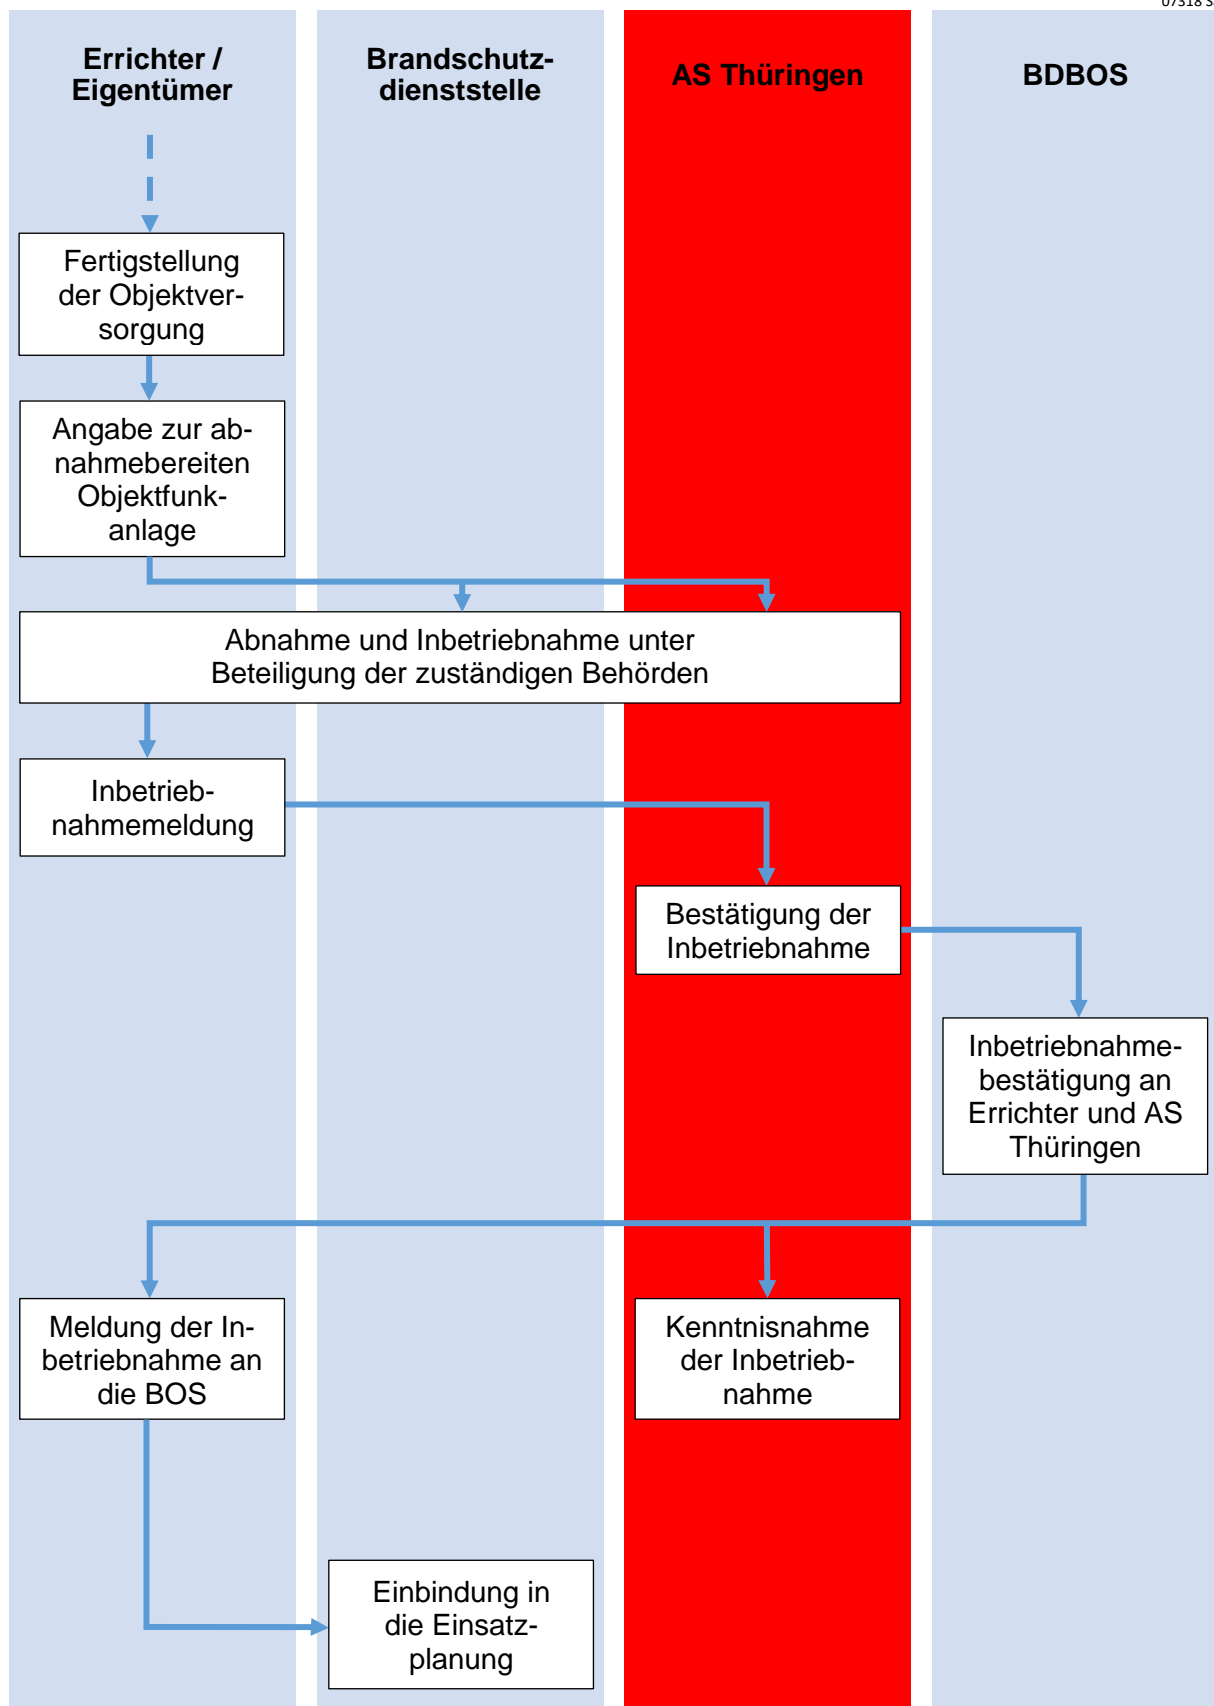 07318 S
Errichter /
Eigentümer
Brandschutz-
dienststelle
AS Thüringen
BDBOS
Fertigstellung
der Objektver-
sorgung
Angabe zur ab-
nahmebereiten
Objektfunk-
anlage
Abnahme und Inbetriebnahme unter
Beteiligung der zuständigen Behörden
Inbetrieb-
nahmemeldung
Bestätigung der
Inbetriebnahme
Inbetriebnahme-
bestätigung an
Errichter und AS
Thüringen
Meldung der In-
betriebnahme an
die BOS
Kenntnisnahme
der Inbetrieb-
nahme
Einbindung in
die Einsatz-
planung